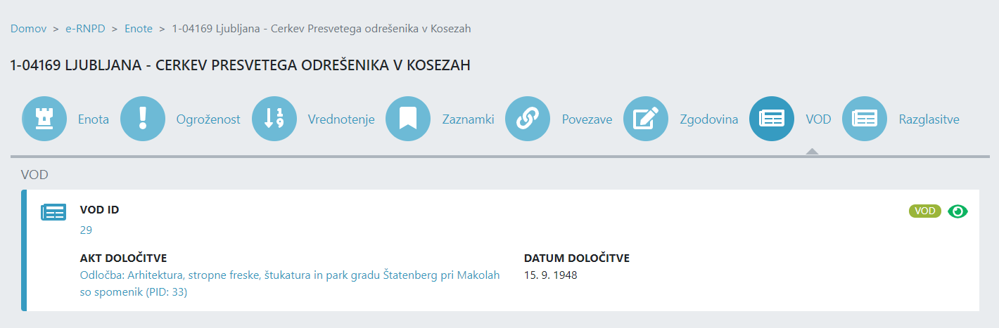 Domov > e-RNPD > Enote > 1-04169 Ljubljana - Cerkev Presvetega odrešenika v Kosezah
1-04169 LJUBLJANA - CERKEV PRESVETEGA ODREŠENIKA V KOSEZAH
Enota Ogroženost Vrednotenje Zaznamki Povezave Zgodovina VOD Razglasitve
VOD
VOD ID
VOD
29
AKT DOLOČITVE
DATUM DOLOČITVE
Odločba: Arhitektura, stropne freske, štukatura in park gradu Štatenberg pri Makolah
15. 9. 1948
so spomenik (PID: 33)